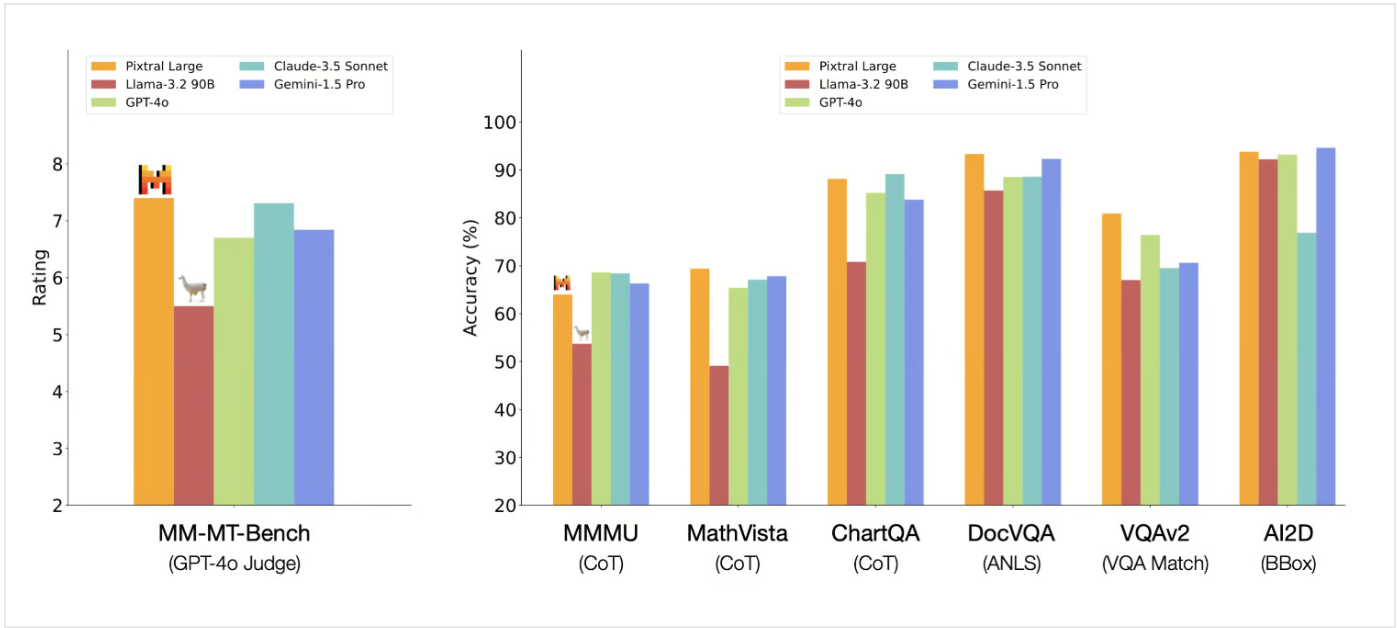 Pixtral Large
Llama-3.2 90B
GPT-4o
Claude-3.5 Sonnet
Gemini-1.5 Pro
Rating
8
7
6
5
4
3
2
MM-MT-Bench
(GPT-4o Judge)
Pixtral Large
Llama-3.2 90B
GPT-4o
Claude-3.5 Sonnet
Gemini-1.5 Pro
Accuracy (%)
100
90
80
70
60
50
40
30
20
MMMU
(CoT)
MathVista
(CoT)
ChartQA
(CoT)
DocVQA
(ANLS)
VQAv2
(VQA Match)
AI2D
(BBox)